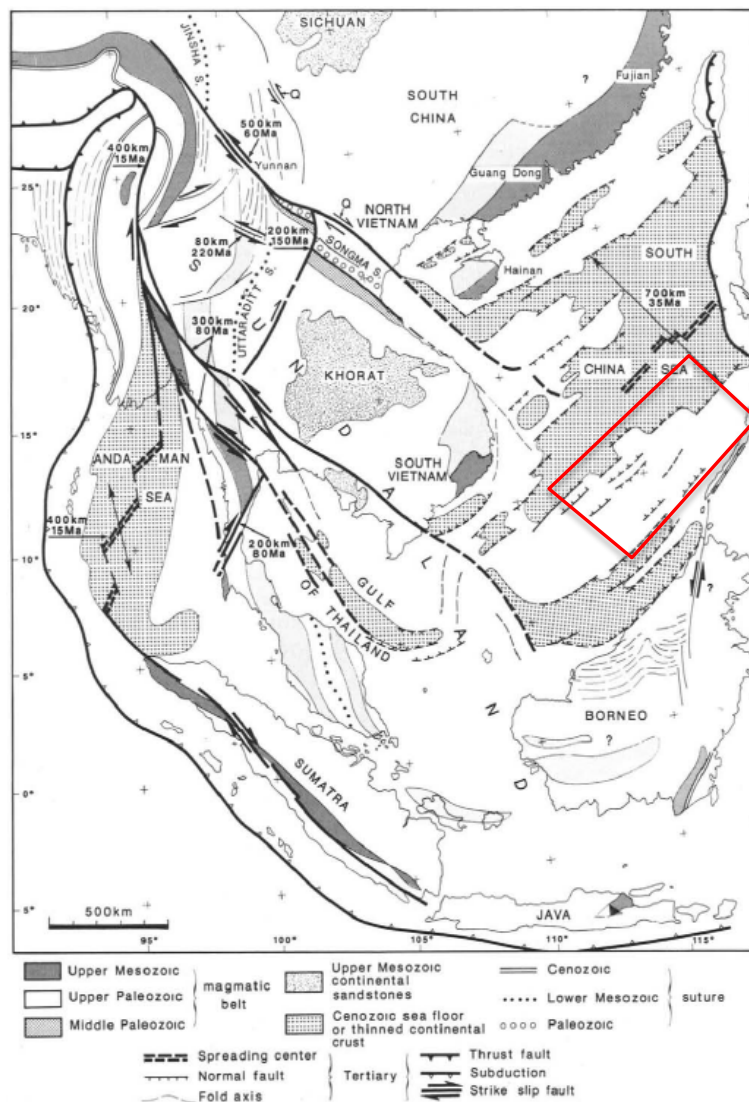 SICHUAN
JINSHA S.
Q
500km
60Ma
Yunnan
SOUTH
CHINA
?
Fujian
Guang Dong
400km
15Ma
25°
Q
NORTH
VIETNAM
80km
220Ma
200km
150Ma
SONGMA S.
S
U
N
D
A
L
A
N
D
UTTARADITT S.
Hainan
SOUTH
CHINA
SEA
700km
35Ma
20°
300km
80Ma
KHORAT
15°
ANDA MAN
SEA
SOUTH
VIETNAM
400km
15Ma
10°
200km
80Ma
GULF
OF
THAILAND
?
5°
BORNEO
?
SUMATRA
0°
5°
500km
JAVA
95° 100° 105° 110° 115°
Upper Mesozoic
Upper Paleozoic
Middle Paleozoic
magmatic
belt
Upper Mesozoic
continental
sandstones
Cenozoic sea floor
or thinned continental
crust
Cenozoic
Lower Mesozoic
Paleozoic
suture
Spreading center
Normal fault
Fold axis
Tertiary
Thrust fault
Subduction
Strike slip fault